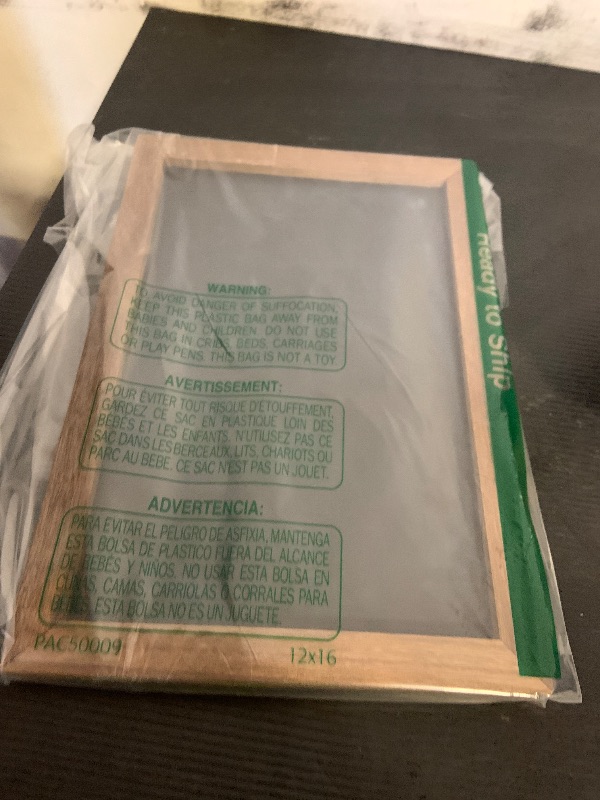 WARNING:
TO AVOID DANGER OF SUFFOCATION,
KEEP THIS PLASTIC BAG AWAY FROM
BABIES AND CHILDREN. DO NOT USE
THIS BAG IN CRIBS, BEDS, CARRIAGES
OR PLAY PENS. THIS BAG IS NOT A TOY
AVERTISSEMENT:
POUR ÉVITER TOUT RISQUE D'ETOUFFEMENT,
GARDEZ CE SAC EN PLASTIQUE LOIN DES
BÉBÉS ET LES ENFANTS. N'UTILISEZ PAS CE
SAC DANS LES BERCEAUX, LITS, CHARIOTS OU
PARC AU BEBE. CE SAC N'EST PAS UN JOUET.
ADVERTENCIA:
PARA EVITAR EL PELIGRO DE ASFIXIA, MANTENGA
ESTA BOLSA DE PLASTICO FUERA DEL ALCANCE
DE BEBÉS Y NIÑOS. NO USAR ESTA BOLSA EN
CUNAS, CAMAS, CARRIOLAS O CORRALES PARA
BEBES. ESTA BOLSA NO ES UN JUGUETE.
PAC50009
12x16
Ready to Ship